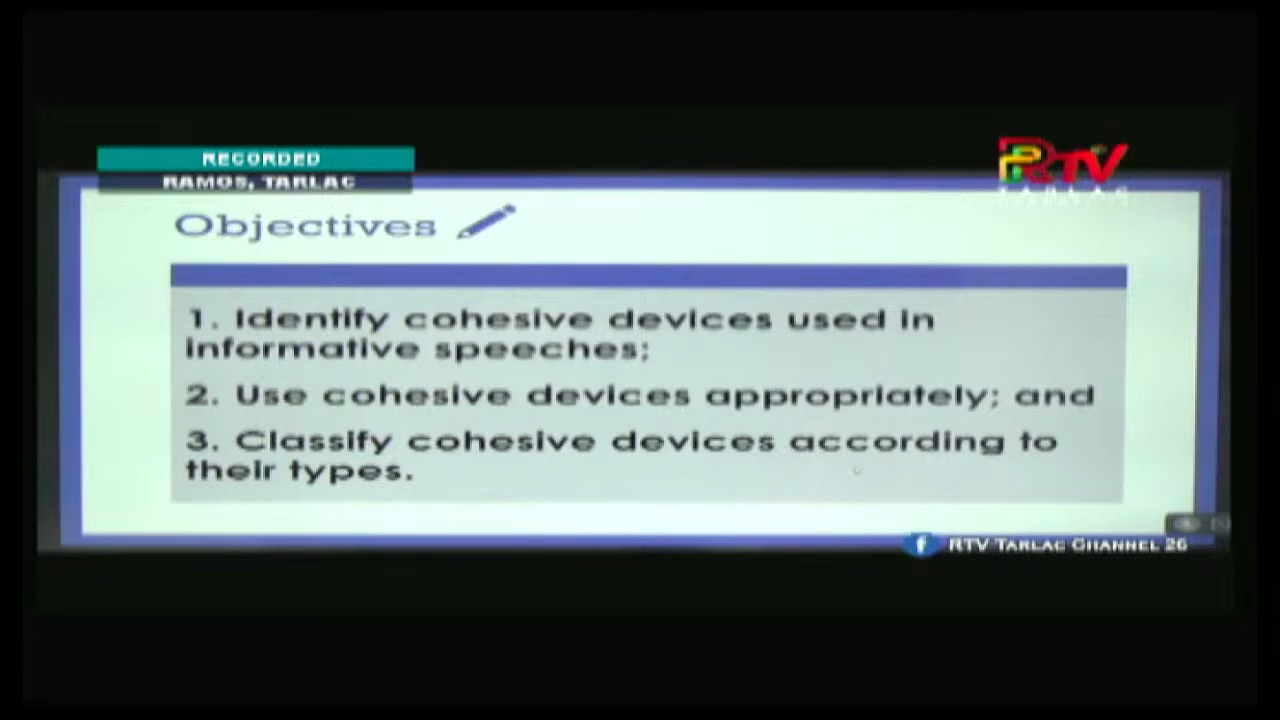 RECORDED
RAMOS, TARLAC
RTV
TARLAC
Objectives
1. Identify cohesive devices used in
informative speeches;
2. Use cohesive devices appropriately; and
3. Classify cohesive devices according to
their types.
RTV TARLAC CHANNEL 26